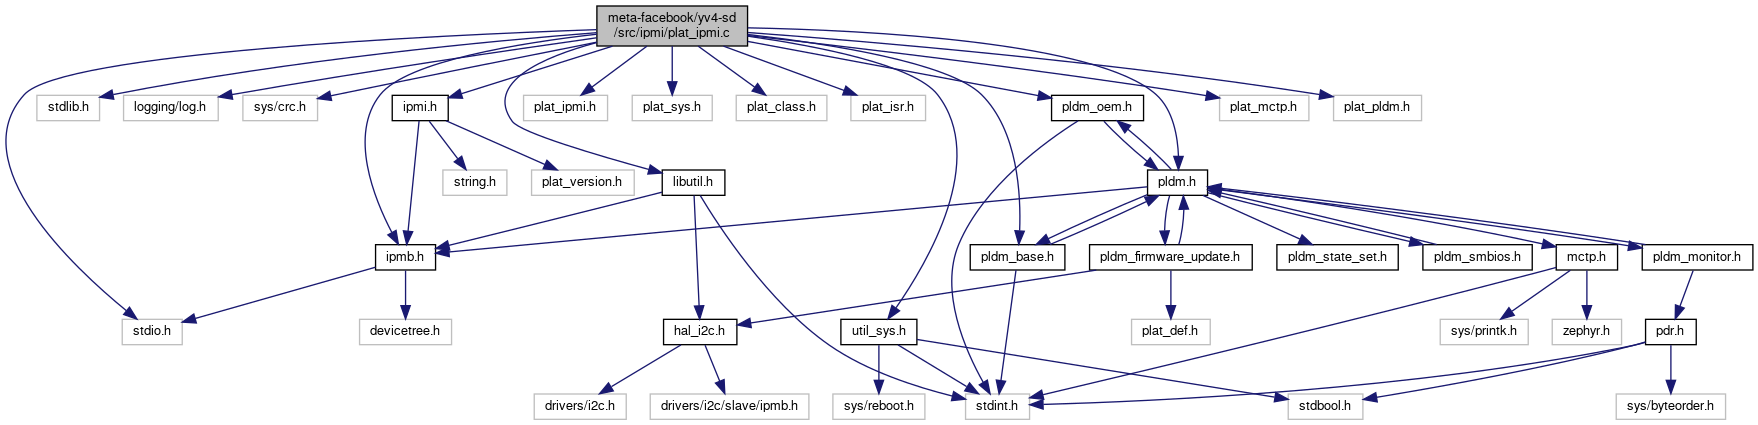 meta-facebook/yv4-sd
/src/ipmi/plat_ipmi.c
stdlib.h
logging/log.h
sys/crc.h
ipmi.h
plat_ipmi.h
plat_sys.h
plat_class.h
plat_isr.h
pldm_oem.h
plat_mctp.h
plat_pldm.h
string.h
plat_version.h
libutil.h
pldm.h
ipmb.h
pldm_base.h
pldm_firmware_update.h
pldm_state_set.h
pldm_smbios.h
mctp.h
pldm_monitor.h
stdio.h
devicetree.h
hal_i2c.h
util_sys.h
plat_def.h
sys/printk.h
zephyr.h
pdr.h
drivers/i2c.h
drivers/i2c/slave/ipmb.h
sys/reboot.h
stdint.h
stdbool.h
sys/byteorder.h